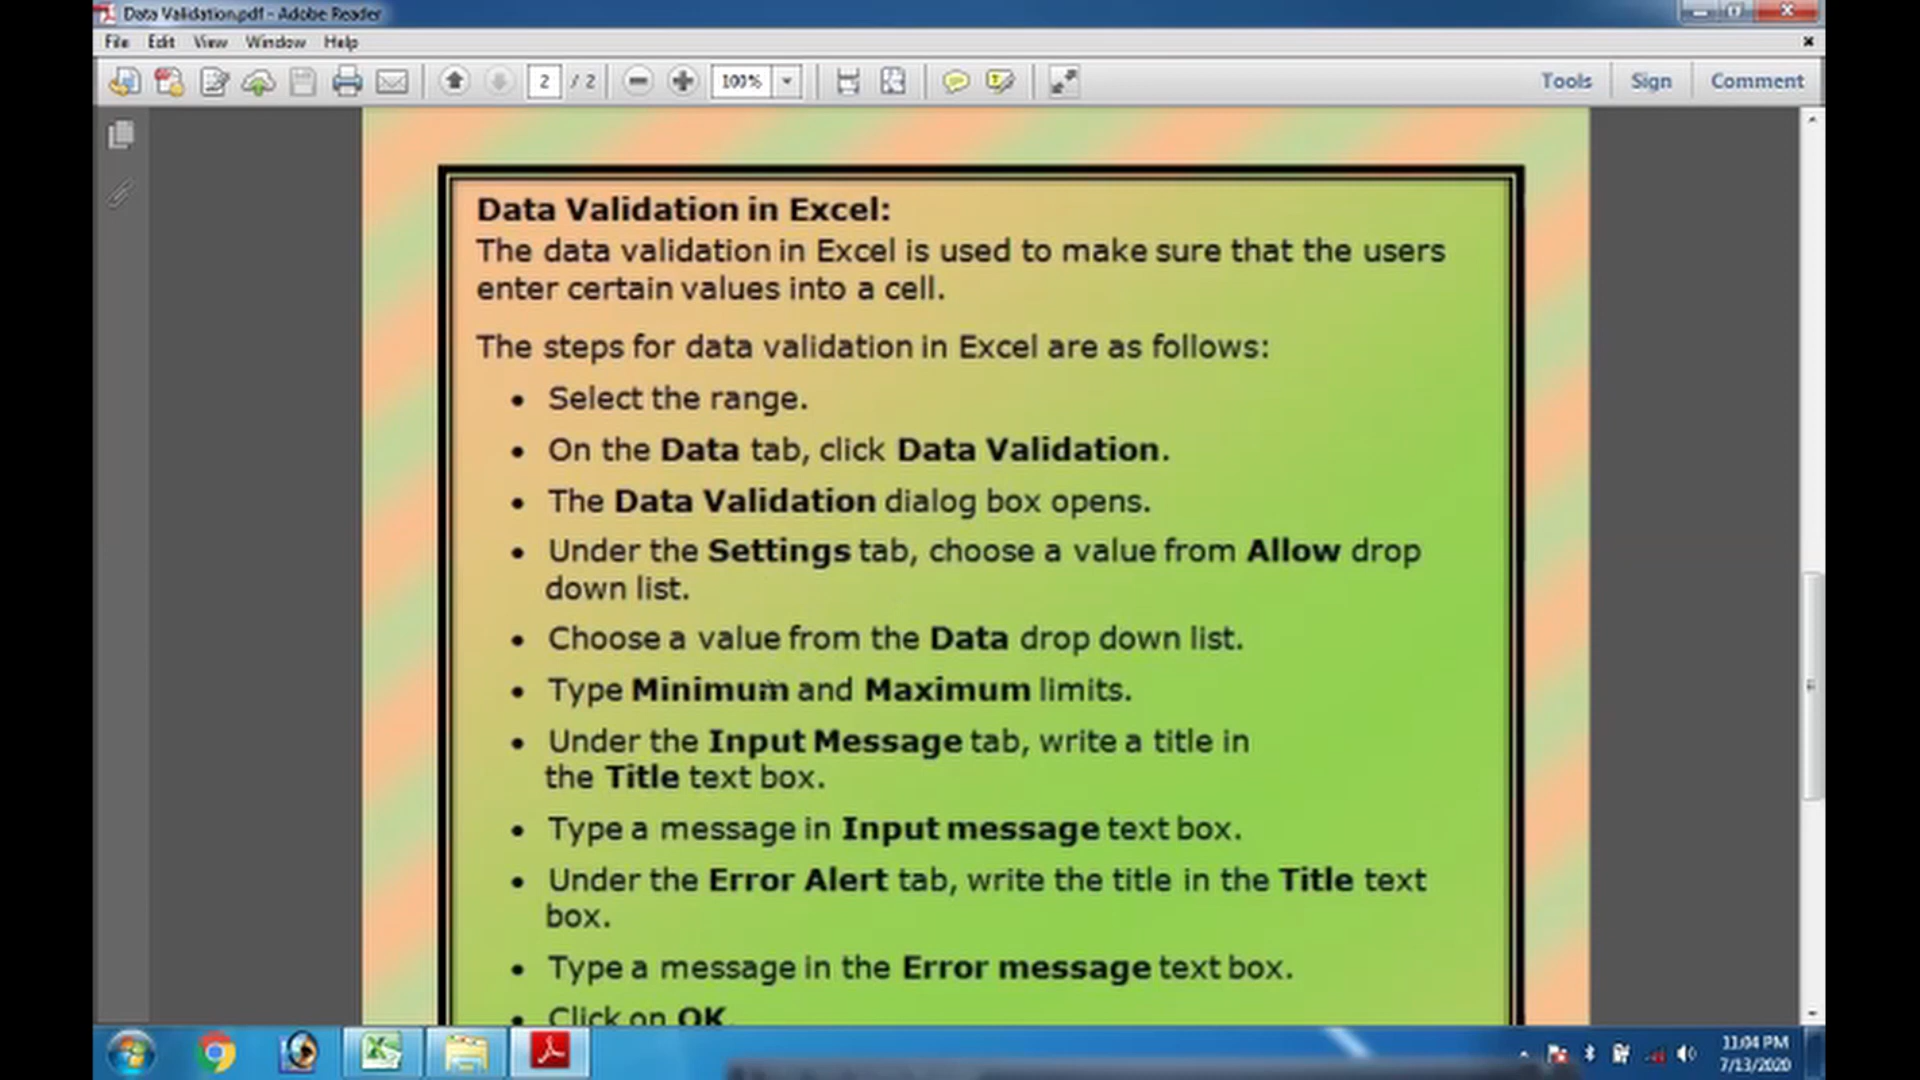 Data Validation.pdf - Adobe Reader
File Edit View Window Help
2 / 2 100% Tools Sign Comment
Data Validation in Excel:
The data validation in Excel is used to make sure that the users
enter certain values into a cell.
The steps for data validation in Excel are as follows:
• Select the range.
• On the Data tab, click Data Validation.
• The Data Validation dialog box opens.
• Under the Settings tab, choose a value from Allow drop
down list.
• Choose a value from the Data drop down list.
• Type Minimum and Maximum limits.
• Under the Input Message tab, write a title in
the Title text box.
• Type a message in Input message text box.
• Under the Error Alert tab, write the title in the Title text
box.
• Type a message in the Error message text box.
• Click on OK.
11:04 PM
7/13/2020